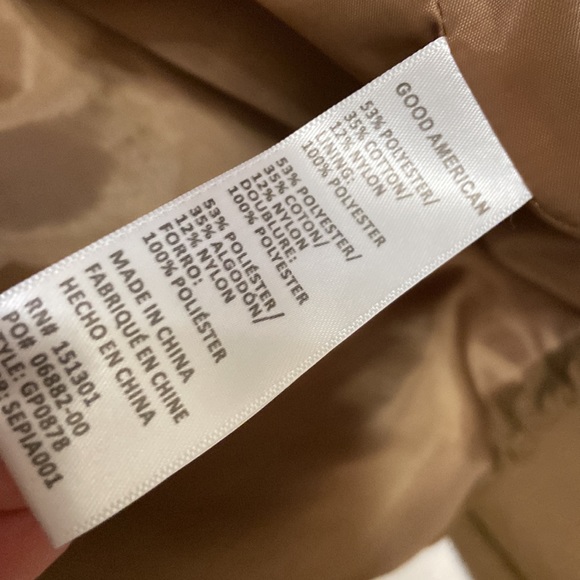 GOOD AMERICAN
53% POLYESTER/
35% COTTON/
12% NYLON
LINING:
100% POLYESTER
53% POLYESTER/
35% COTON/
12% NYLON
DOUBLURE:
100% POLYESTER
53% POLIÉSTER/
35% ALGODÓN/
12% NYLON
FORRO:
100% POLIÉSTER
MADE IN CHINA
FABRIQUÉ EN CHINE
HECHO EN CHINA
RN# 151301
PO# 06882-00
GP0878
SEPIA001